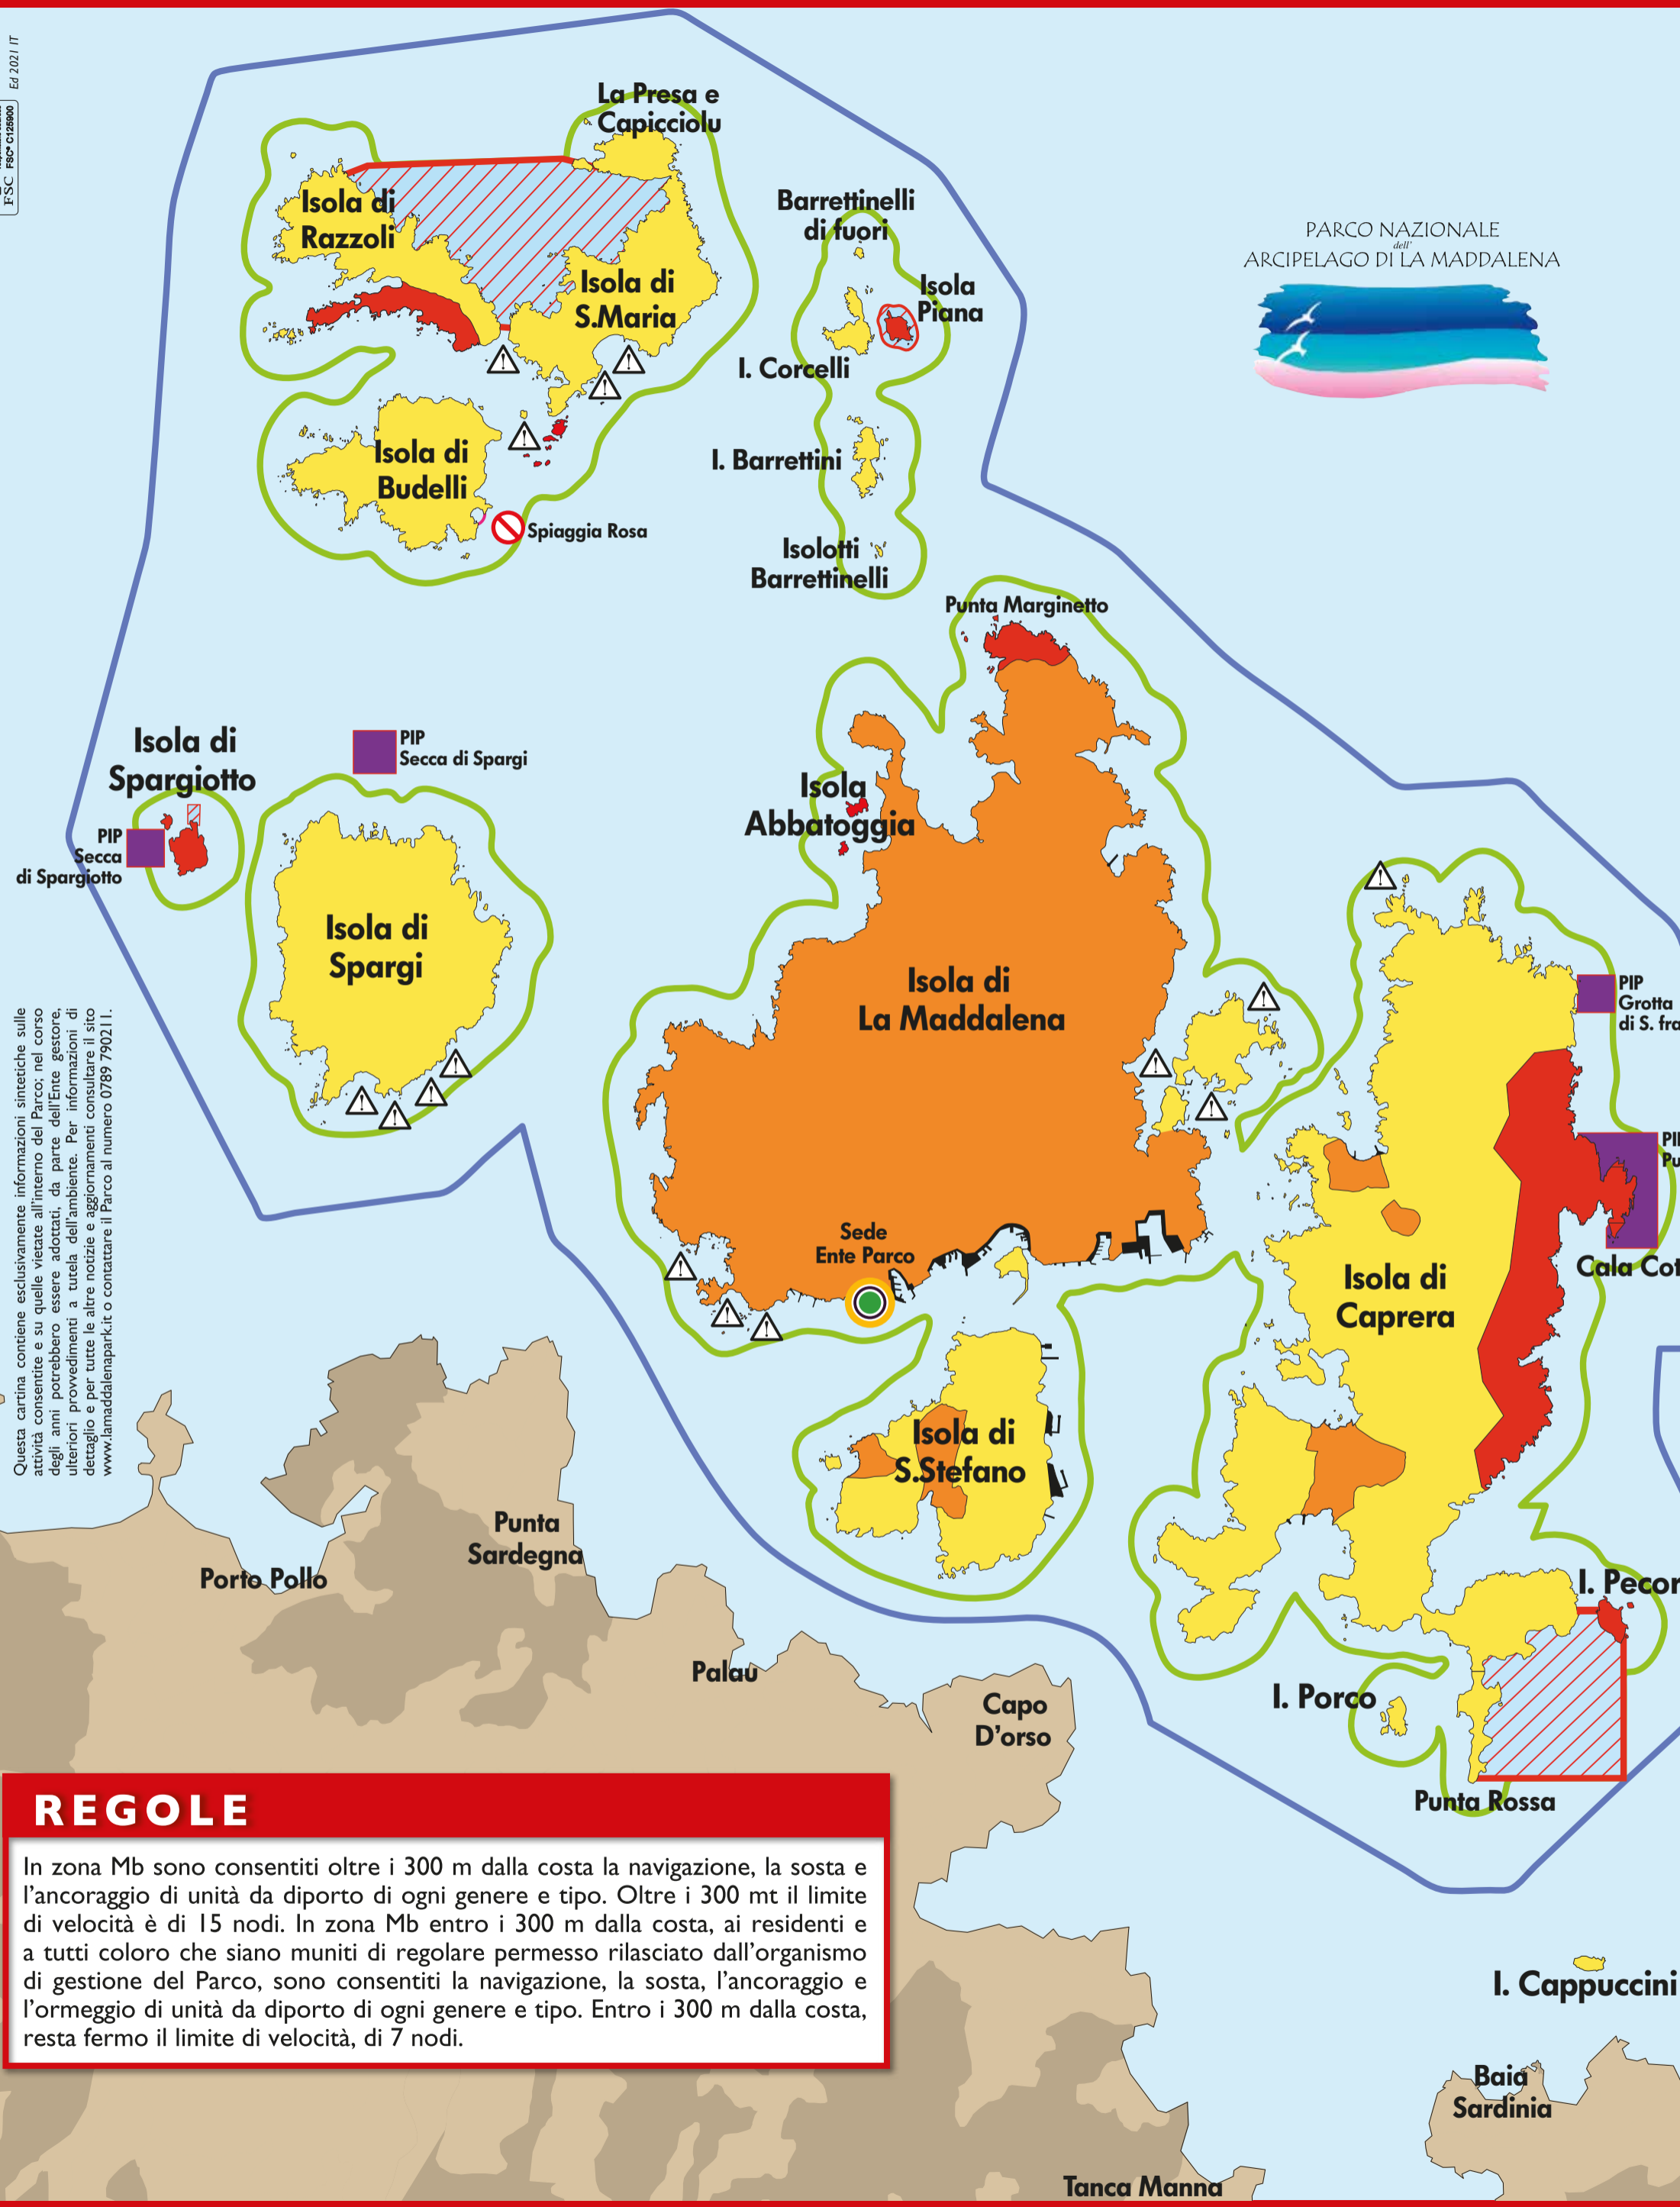 Ed 2021 IT
FSC® C125900
FSC
La Presa e
Capicciolu
Isola di
Razzoli
Isola di
S.Maria
Barrettinelli
di fuori
Isola
Piana
I. Corcelli
PARCO NAZIONALE
dell'
ARCIPELAGO DI LA MADDALENA
Isola di
Budelli
I. Barrettini
Spiaggia Rosa
Isolotti
Barrettinelli
Punta Marginetto
Isola di
Spargiotto
PIP
Secca di Spargi
PIP
Secca
di Spargiotto
Isola
Abbatoggia
Isola di
Spargi
Isola di
La Maddalena
PIP
Grotta
di S. fra
Questa cartina contiene esclusivamente informazioni sintetiche sulle
attività consentite e su quelle vietate all'interno del Parco; nel corso
degli anni potrebbero essere adottati, da parte dell'Ente gestore,
ulteriori provvedimenti a tutela dell'ambiente. Per informazioni di
dettaglio e per tutte le altre notizie e aggiornamenti consultare il sito
www.lamaddalenapark.it o contattare il Parco al numero 0789 790211.
Pu
Sede
Ente Parco
Cala Cot
Isola di
Caprera
Isola di
S.Stefano
Punta
Sardegna
Porto Pollo
I. Pecor
Palau
Capo
D'orso
I. Porco
Punta Rossa
REGOLE
In zona Mb sono consentiti oltre i 300 m dalla costa la navigazione, la sosta e
l'ancoraggio di unità da diporto di ogni genere e tipo. Oltre i 300 mt il limite
di velocità è di 15 nodi. In zona Mb entro i 300 m dalla costa, ai residenti e
a tutti coloro che siano muniti di regolare permesso rilasciato dall'organismo
di gestione del Parco, sono consentiti la navigazione, la sosta, l'ancoraggio e
l'ormeggio di unità da diporto di ogni genere e tipo. Entro i 300 m dalla costa,
resta fermo il limite di velocità, di 7 nodi.
I. Cappuccini
Baia
Sardinia
Tanca Manna